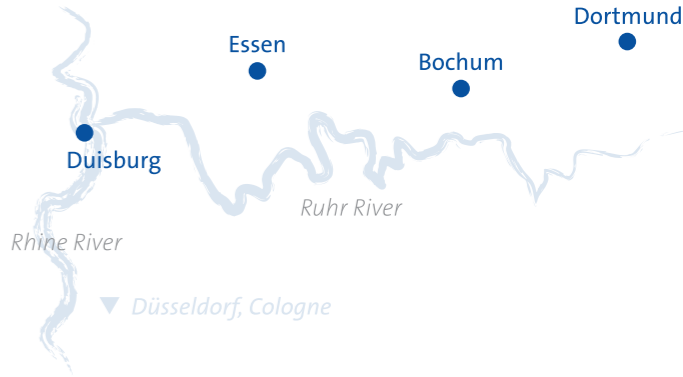 Dortmund
Essen
Bochum
Duisburg
Ruhr River
Rhine River
Düsseldorf, Cologne